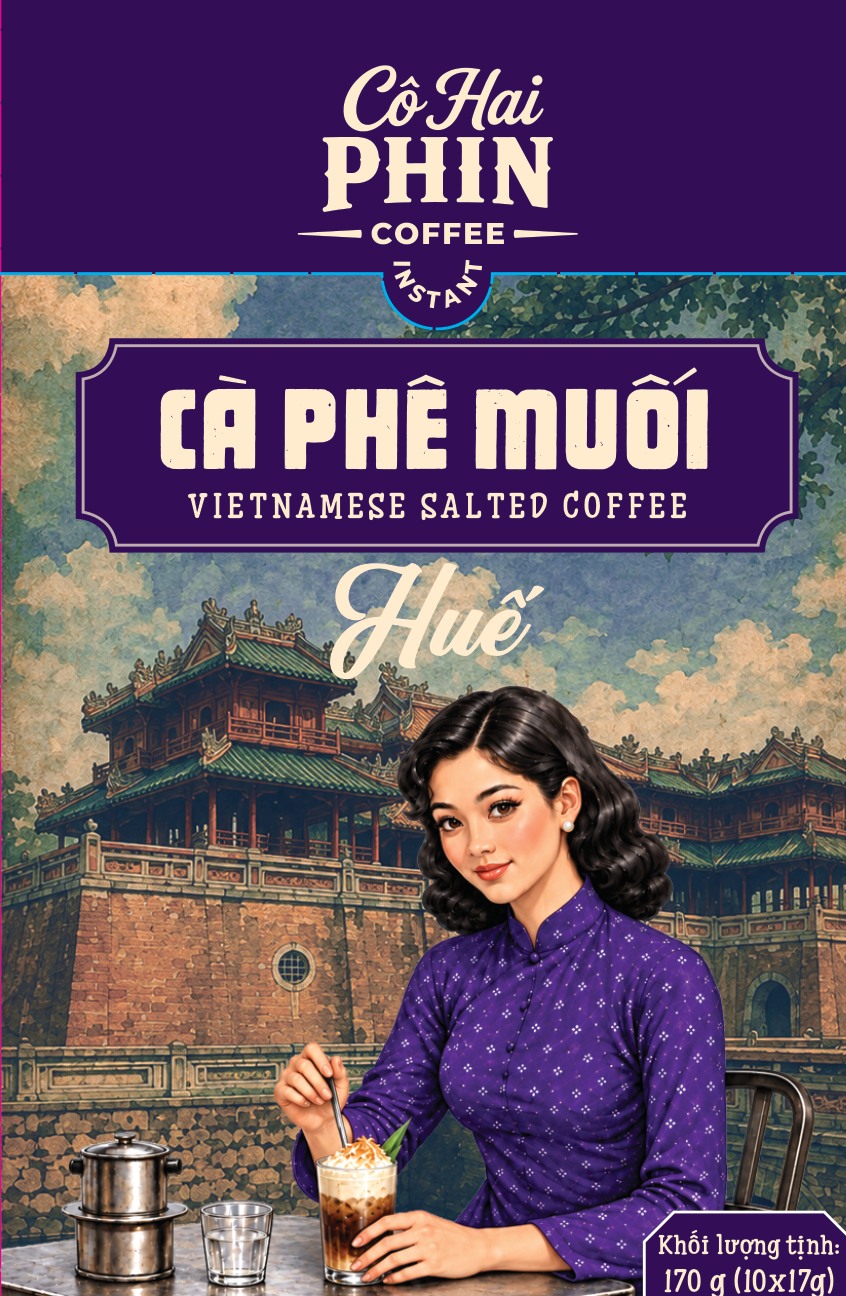 Cô Hai
PHIN
COFFEE
INSTANT
CÀ PHÊ MUỐI
VIETNAMESE SALTED COFFEE
Huế
Khối lượng tịnh:
170 g (10x17g)